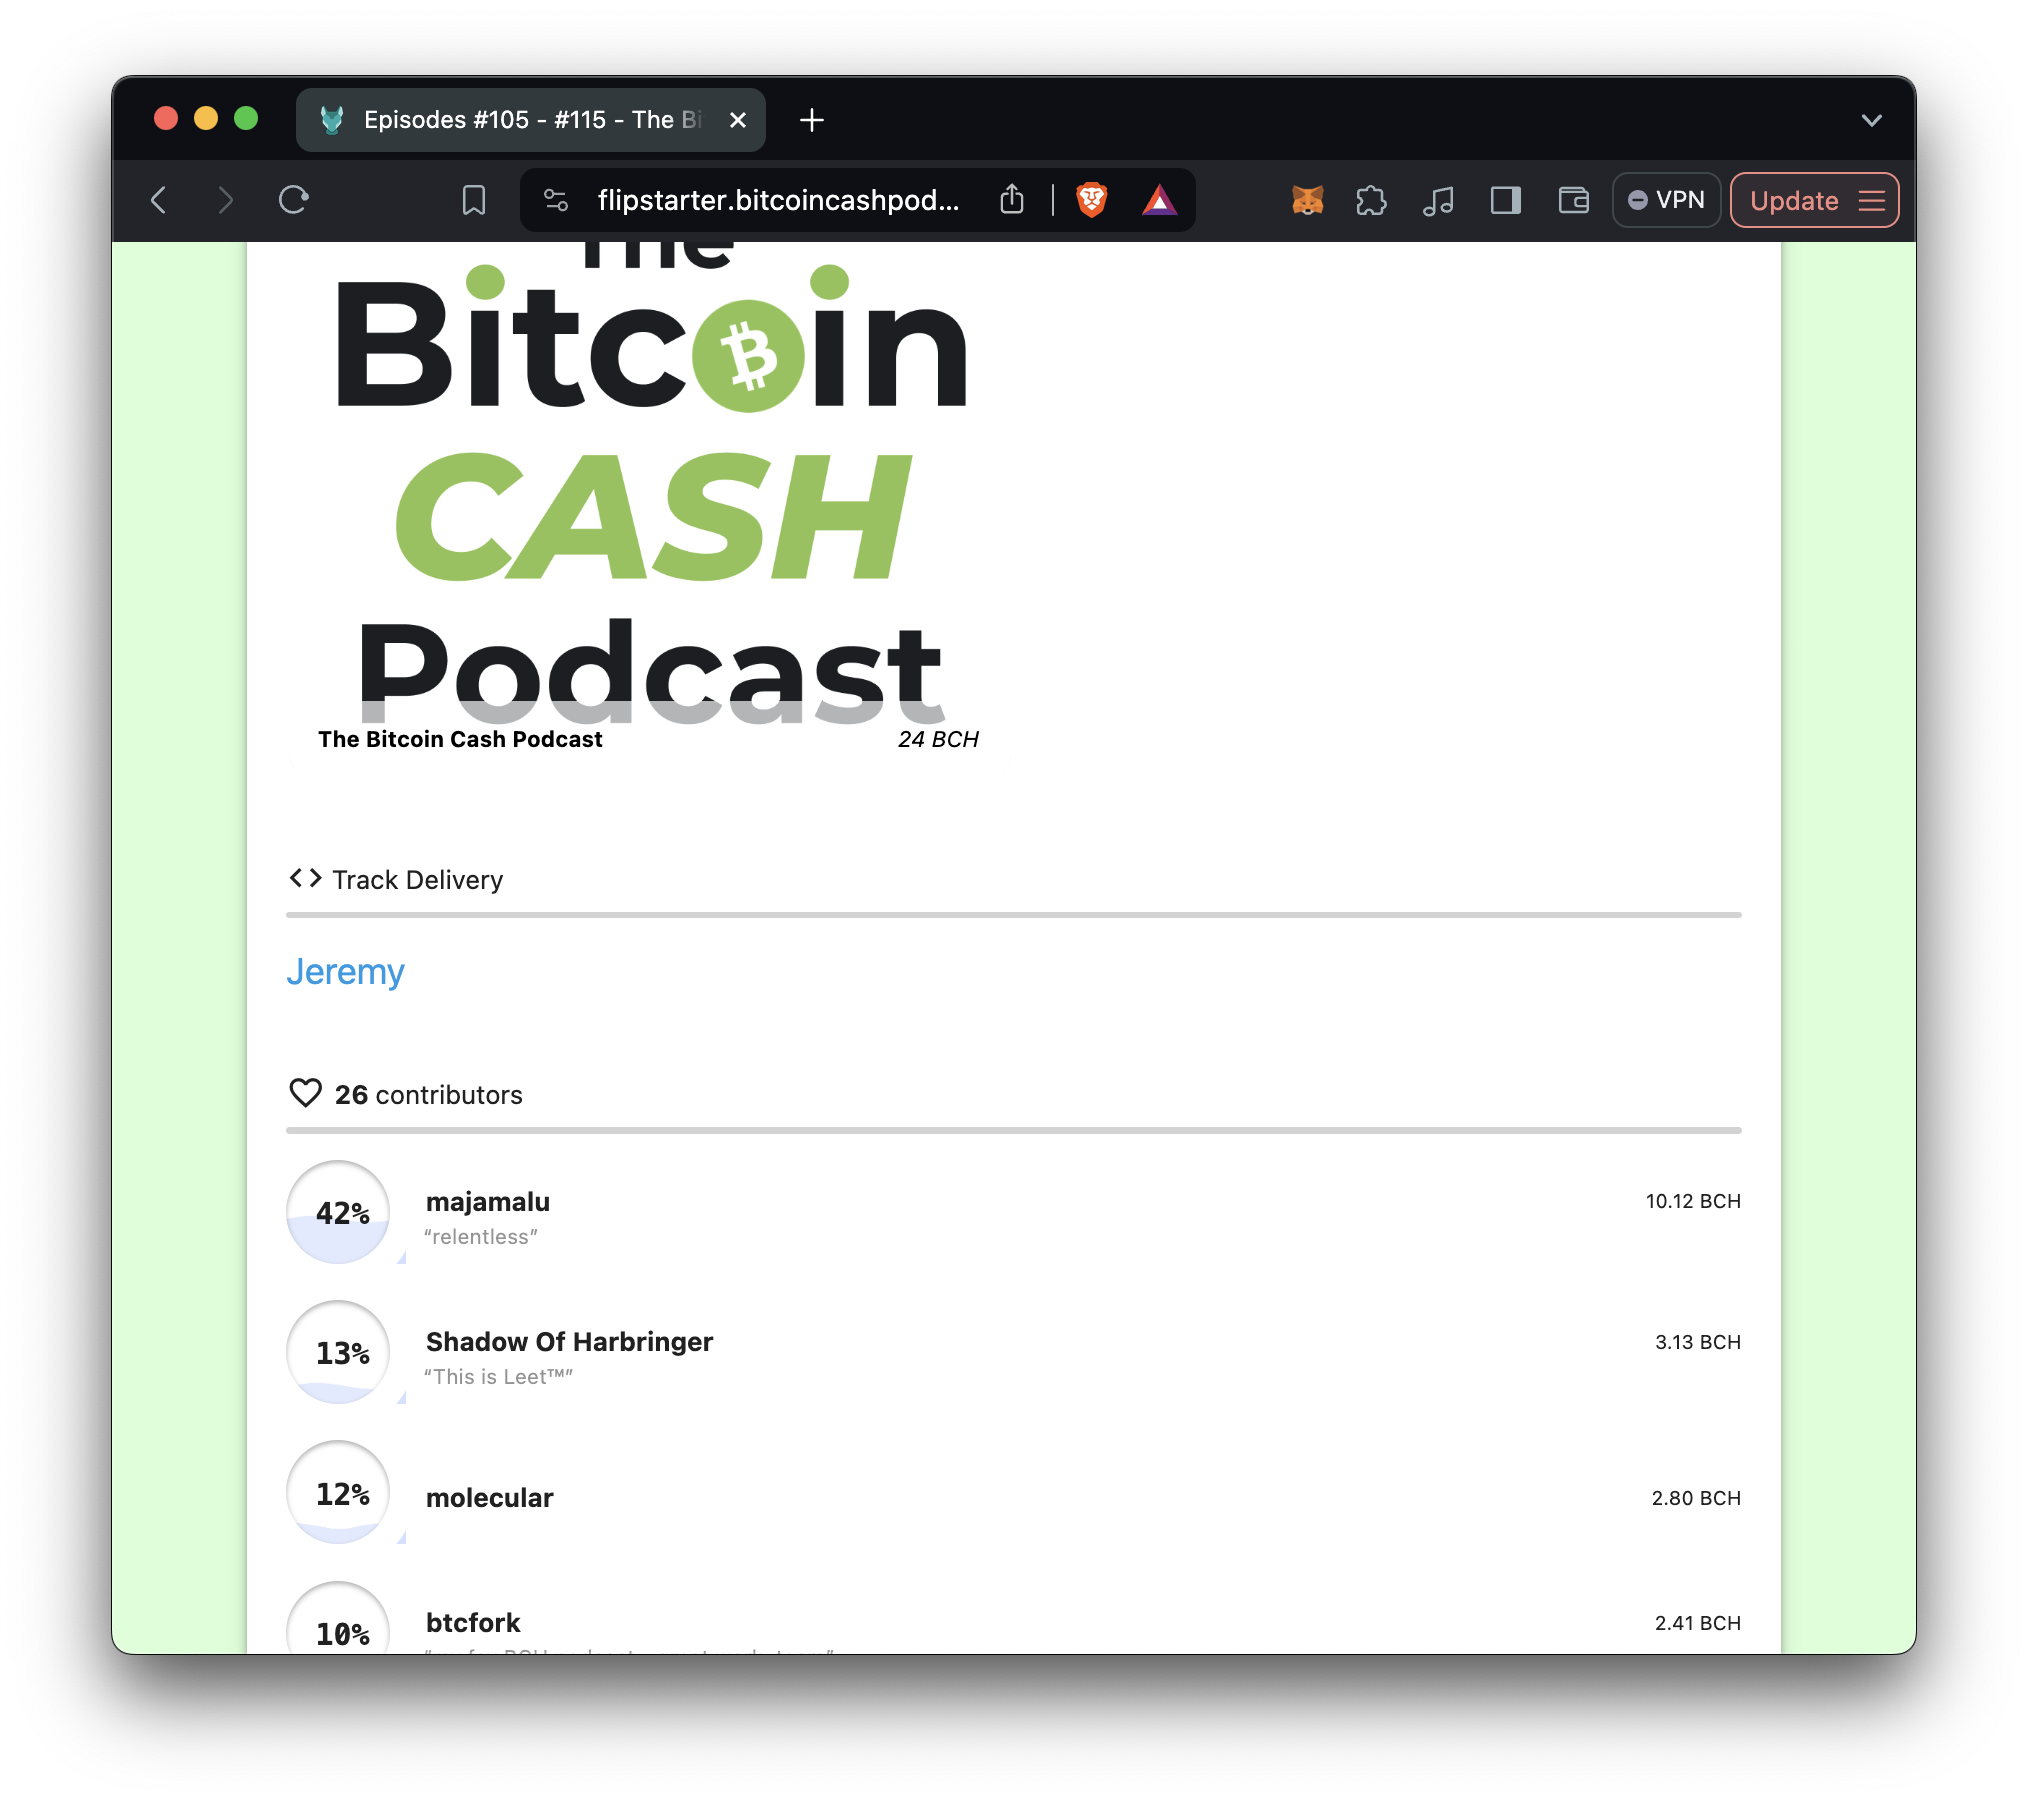 Episodes #105 - #115 - The Bi
flipstarter.bitcoincashpod...
VPN
Update
The
Bitcoin
CASH
Podcast
The Bitcoin Cash Podcast
24 BCH
Track Delivery
Jeremy
26 contributors
42%
majamalu
10.12 BCH
“relentless”
13%
Shadow Of Harbringer
3.13 BCH
“This is Leet™”
12%
molecular
2.80 BCH
10%
btcfork
2.41 BCH